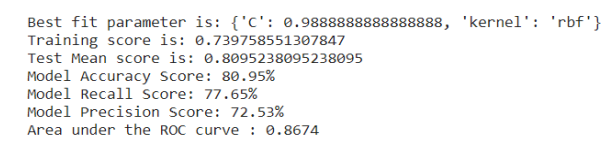 Best fit parameter is: {'C': 0.9888888888888888, 'kernel': 'rbf'}
Training score is: 0.739758551307847
Test Mean score is: 0.8095238095238095
Model Accuracy Score: 80.95%
Model Recall Score: 77.65%
Model Precision Score: 72.53%
Area under the ROC curve : 0.8674